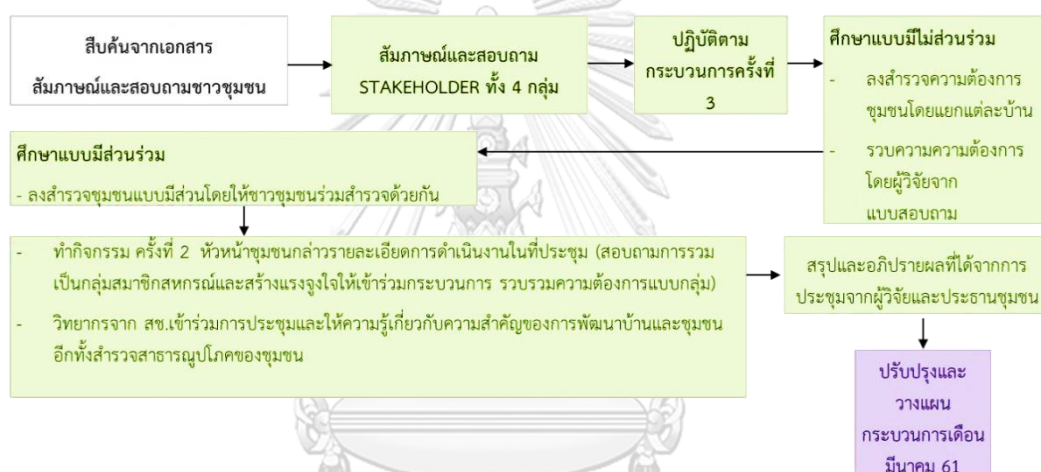 สืบค้นจากเอกสาร
สัมภาษณ์และสอบถามชาวชุมชน
สัมภาษณ์และสอบถาม
STAKEHOLDER ทั้ง 4 กลุ่ม
ปฏิบัติตาม
กระบวนการครั้งที่
3
ศึกษาแบบมีไม่ส่วนร่วม
- ลงสำรวจความต้องการ
ชุมชนโดยแยกแต่ละบ้าน
- รวบความความต้องการ
โดยผู้วิจัยจาก
แบบสอบถาม
ศึกษาแบบมีส่วนร่วม
- ลงสำรวจชุมชนแบบมีส่วนโดยให้ชาวชุมชนร่วมสำรวจด้วยกัน
- ทำกิจกรรม ครั้งที่ 2 หัวหน้าชุมชนกล่าวรายละเอียดการดำเนินงานในที่ประชุม (สอบถามการรวม
เป็นกลุ่มสมาชิกสหกรณ์และสร้างแรงจูงใจให้เข้าร่วมกระบวนการ รวบรวมความต้องการแบบกลุ่ม)
- วิทยากรจาก สช.เข้าร่วมการประชุมและให้ความรู้เกี่ยวกับความสำคัญของการพัฒนาบ้านและชุมชน
อีกทั้งสำรวจสาธารณูปโภคของชุมชน
สรุปและอภิปรายผลที่ได้จากการ
ประชุมจากผู้วิจัยและประธานชุมชน
ปรับปรุงและ
วางแผน
กระบวนการเดือน
มีนาคม 61